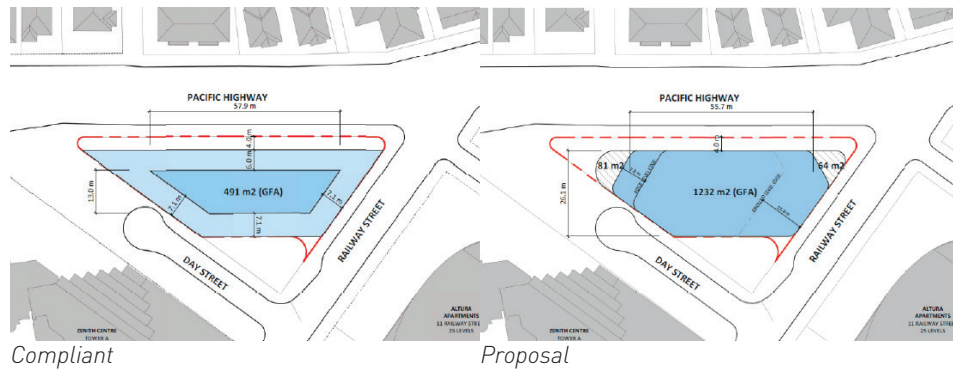 PACIFIC HIGHWAY
57.9 m
4.0 m
6.0 m
13.0 m
491 m2 (GFA)
7.1 m
7.1 m
7.1 m
DAY STREET
RAILWAY STREET
ZENITH CENTRE
TOWER A
ALTURA
APARTMENTS
11 RAILWAY STRE
25 LEVELS
Compliant
PACIFIC HIGHWAY
55.7 m
4.0 m
81 m2
64 m2
26.1 m
1232 m2 (GFA)
DAY STREET
RAILWAY STREET
ZENITH CENTRE
TOWER A
ALTURA
APARTMENTS
11 RAILWAY STRE
25 LEVELS
Proposal